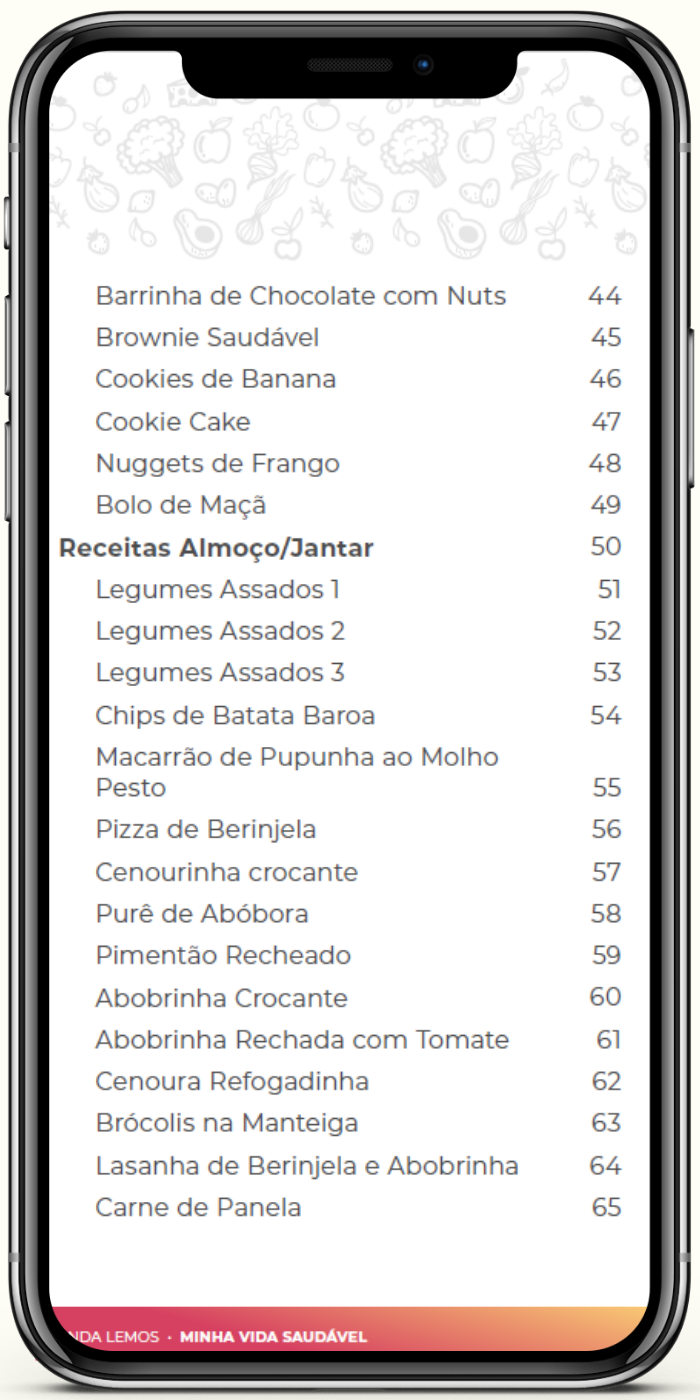 Barrinha de Chocolate com Nuts 44
Brownie Saudável 45
Cookies de Banana 46
Cookie Cake 47
Nuggets de Frango 48
Bolo de Maçã 49
Receitas Almoço/Jantar 50
Legumes Assados 1 51
Legumes Assados 2 52
Legumes Assados 3 53
Chips de Batata Baroa 54
Macarrão de Pupunha ao Molho
Pesto 55
Pizza de Berinjela 56
Cenourinha crocante 57
Purê de Abóbora 58
Pimentão Recheado 59
Abobrinha Crocante 60
Abobrinha Rechada com Tomate 61
Cenoura Refogadinha 62
Brócolis na Manteiga 63
Lasanha de Berinjela e Abobrinha 64
Carne de Panela 65
LEMOS • MINHA VIDA SAUDÁVEL